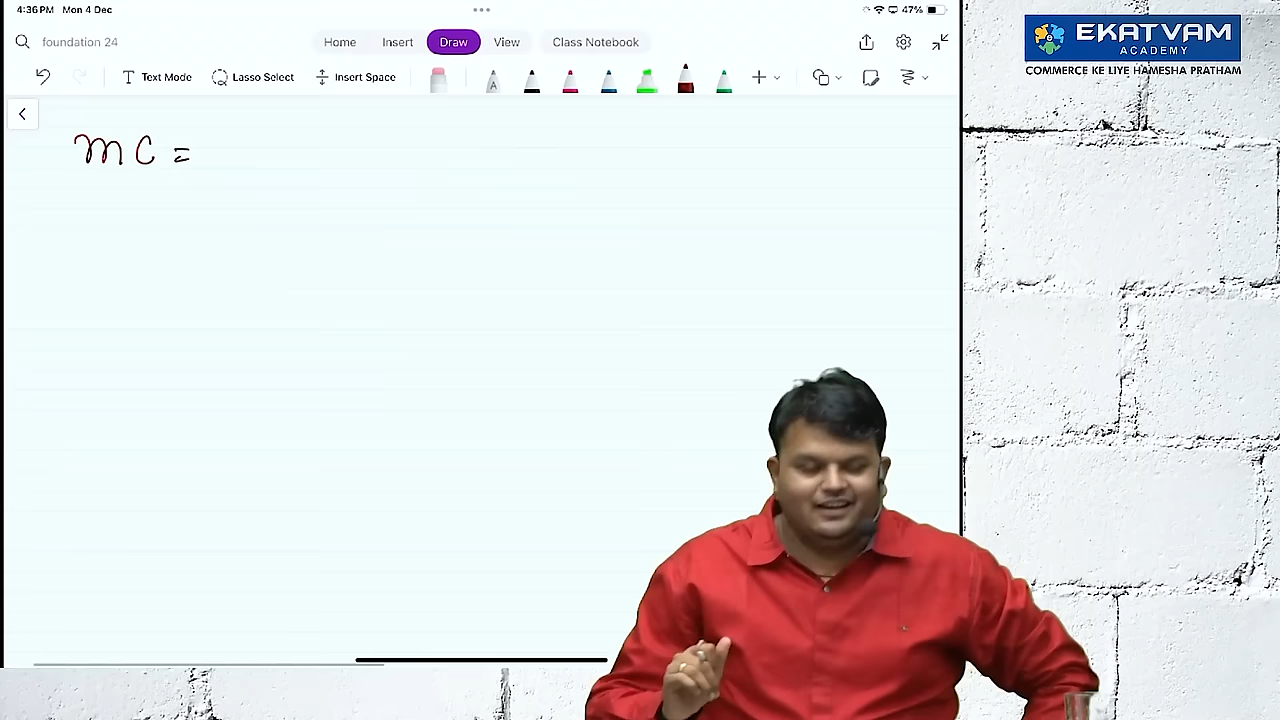 4:36 PM Mon 4 Dec
47%
foundation 24
Home Insert Draw View Class Notebook
Text Mode Lasso Select Insert Space
MC =
EKATVAM
ACADEMY
COMMERCE KE LIYE HAMESHA PRATHAM